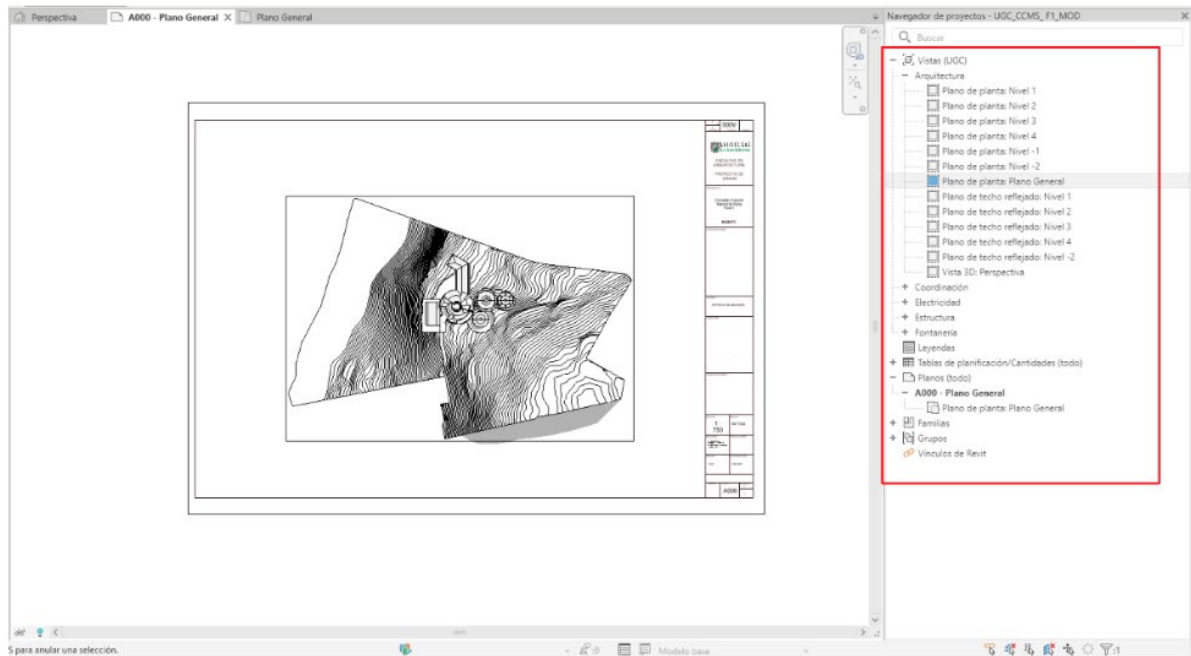 Perspectiva
A000 - Plano General X
Plano General
Navegador de proyectos - UGC_CCMS_ F1_MOD
Buscar
Vistas (UGC)
Arquitectura
Plano de planta: Nivel 1
Plano de planta: Nivel 2
Plano de planta: Nivel 3
Plano de planta: Nivel 4
Plano de planta: Nivel -1
Plano de planta: Nivel -2
Plano de planta: Plano General
Plano de techo reflejado: Nivel 1
Plano de techo reflejado: Nivel 2
Plano de techo reflejado: Nivel 3
Plano de techo reflejado: Nivel 4
Plano de techo reflejado: Nivel -2
Vista 3D: Perspectiva
Coordinación
Electricidad
Estructura
Fontanería
Leyendas
Tablas de planificación/Cantidades (todo)
Planos (todo)
A000 - Plano General
Plano de planta: Plano General
Familias
Grupos
Vínculos de Revit
FACULTAD DE
ARQUITECTURA
1
750
A000
S para anular una selección.
:0
Modelo base
:1